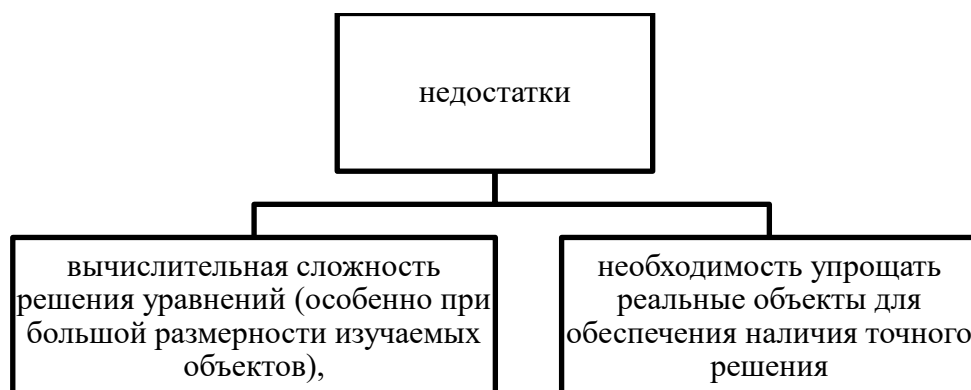 недостатки
вычислительная сложность
решения уравнений (особенно при
большой размерности изучаемых
объектов),
необходимость упрощать
реальные объекты для
обеспечения наличия точного
решения